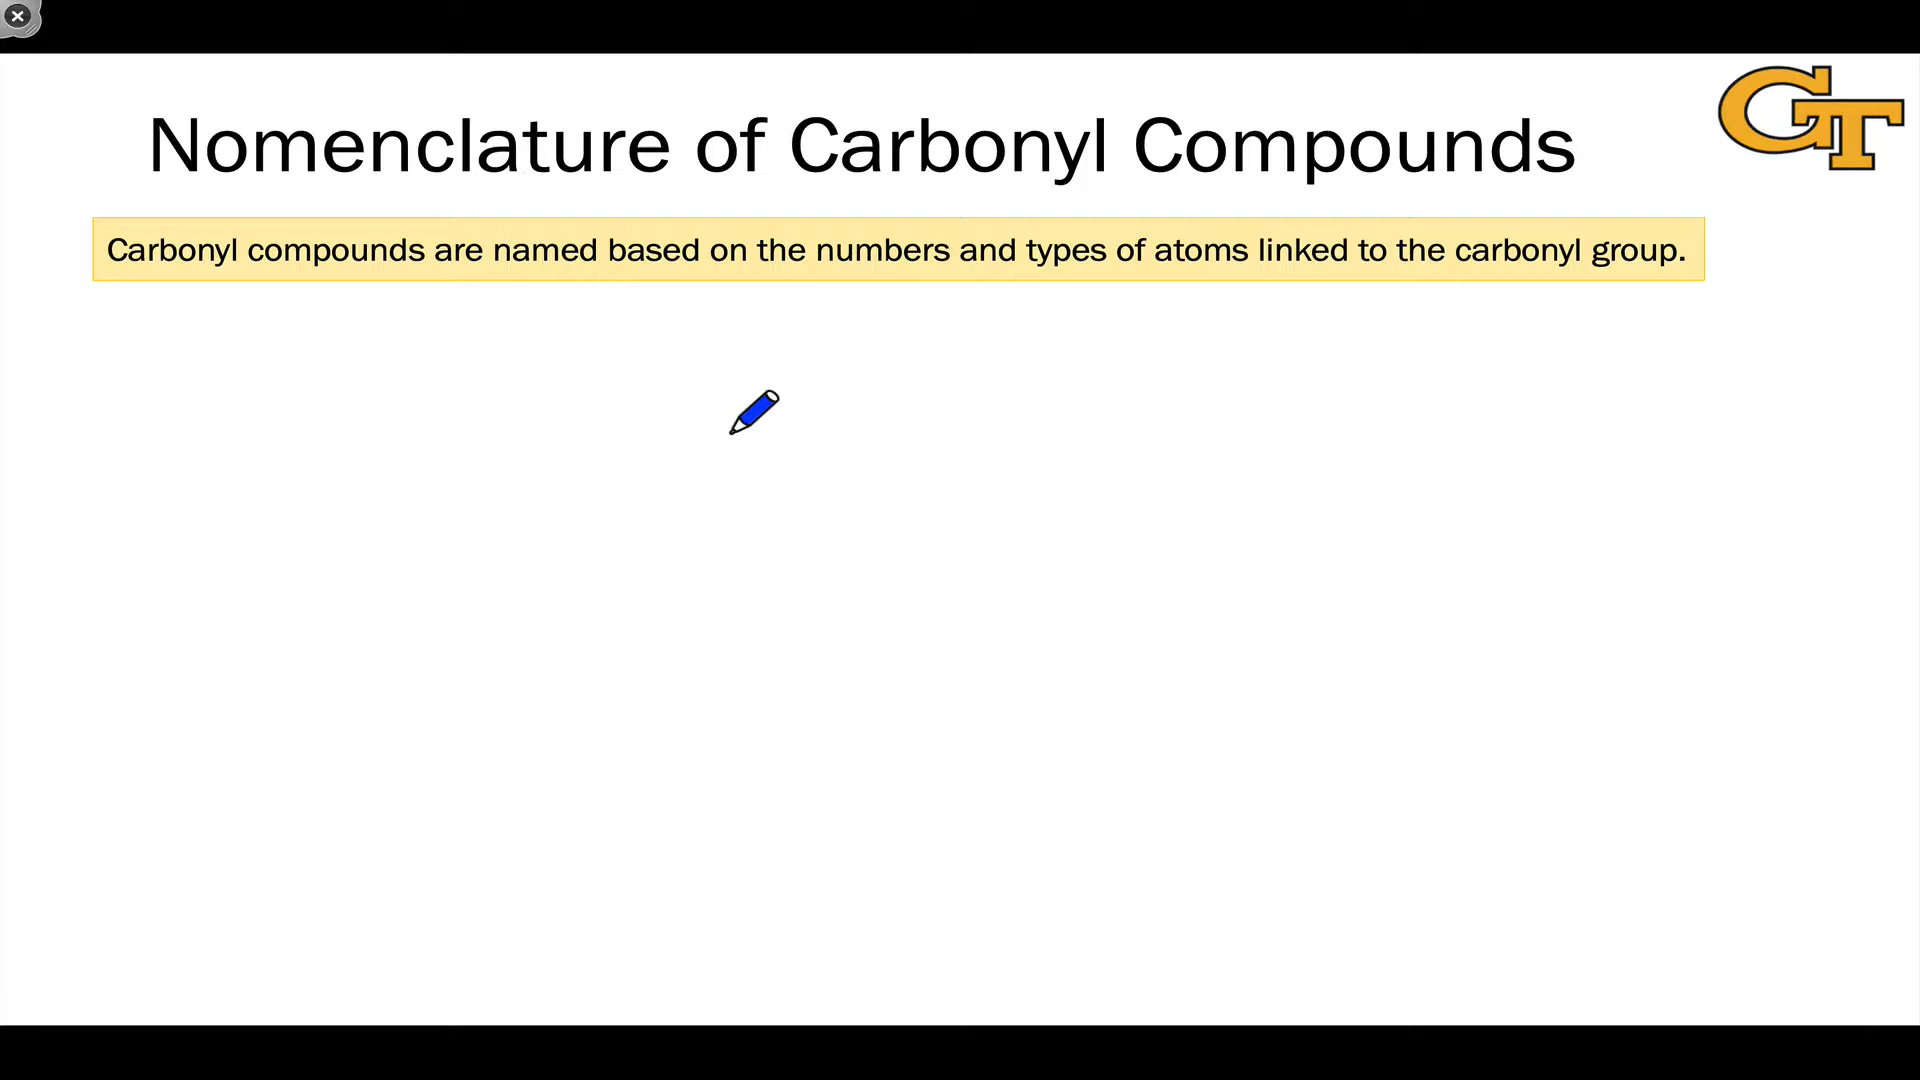 GT
Nomenclature of Carbonyl Compounds
Carbonyl compounds are named based on the numbers and types of atoms linked to the carbonyl group.